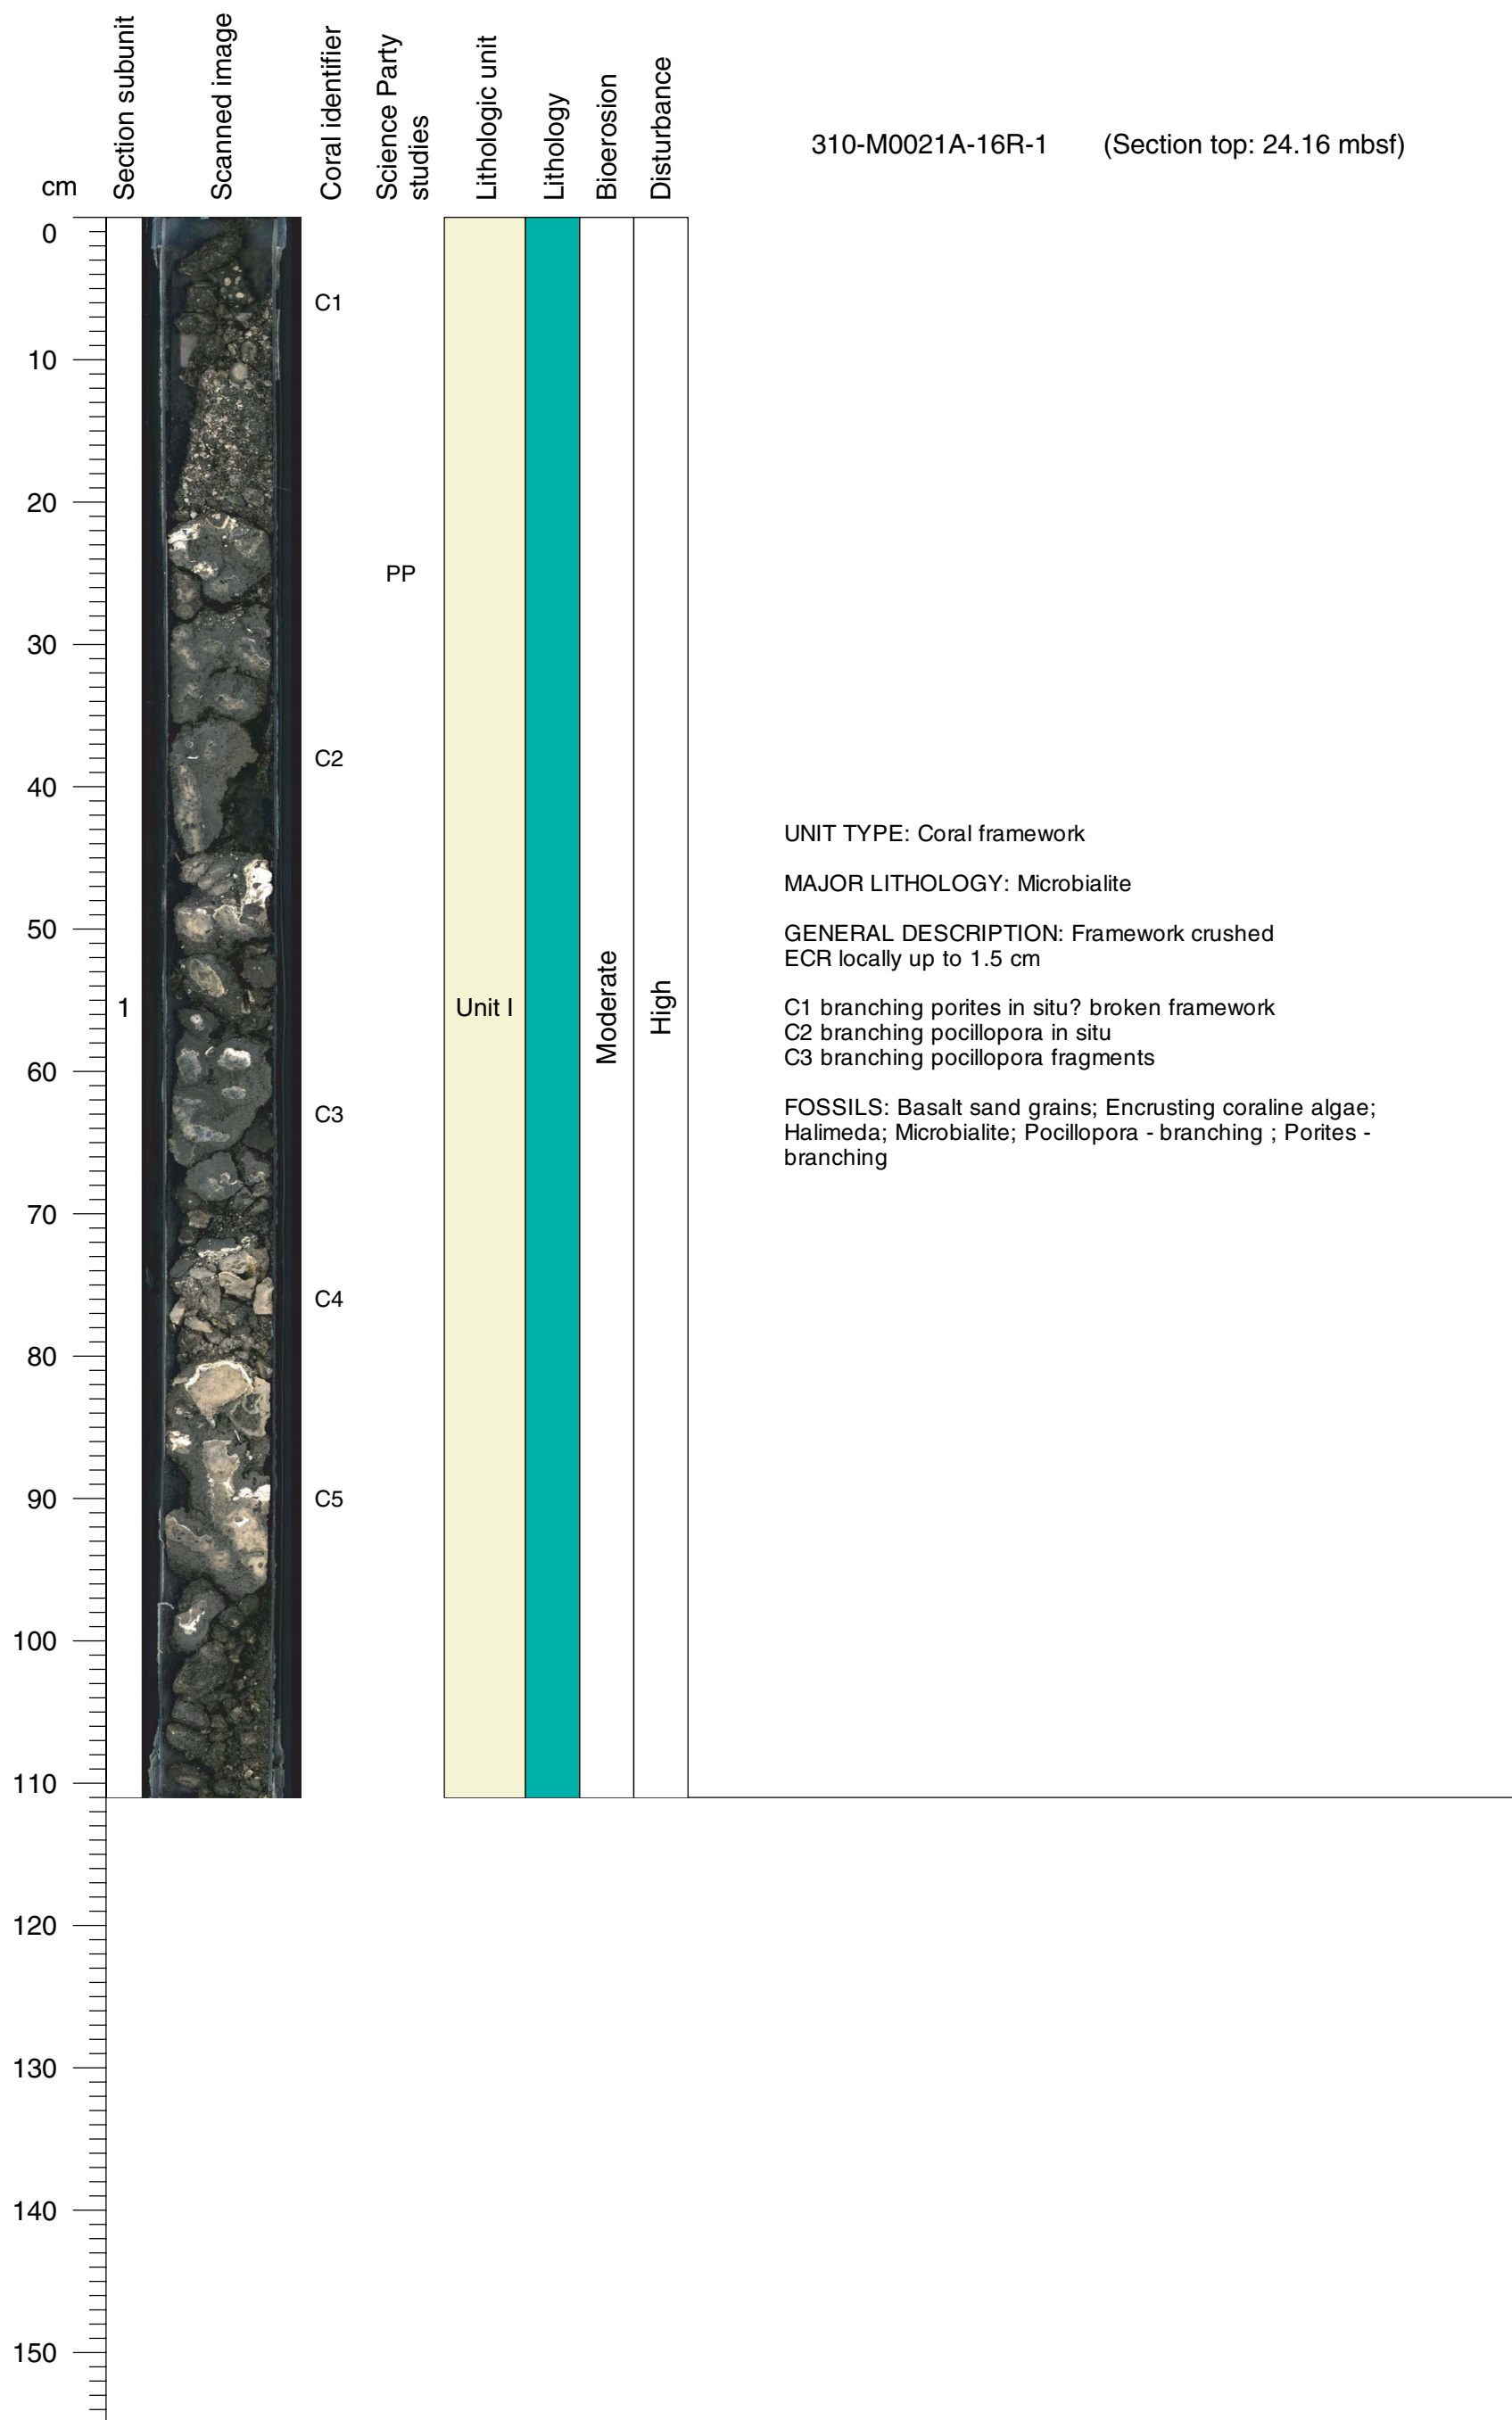 Section subunit
Scanned image
Coral identifier
Science Party
studies
Lithologic unit
Lithology
Bioerosion
Disturbance
310-M0021A-16R-1 (Section top: 24.16 mbsf)
cm
0
C1
10
20
PP
30
C2
40
UNIT TYPE: Coral framework
MAJOR LITHOLOGY: Microbialite
50
GENERAL DESCRIPTION: Framework crushed
ECR locally up to 1.5 cm
1
Unit I
Moderate
High
C1 branching porites in situ? broken framework
C2 branching pocillopora in situ
C3 branching pocillopora fragments
60
C3
FOSSILS: Basalt sand grains; Encrusting coraline algae;
Halimeda; Microbialite; Pocillopora - branching ; Porites -
branching
70
C4
80
90
C5
100
110
120
130
140
150